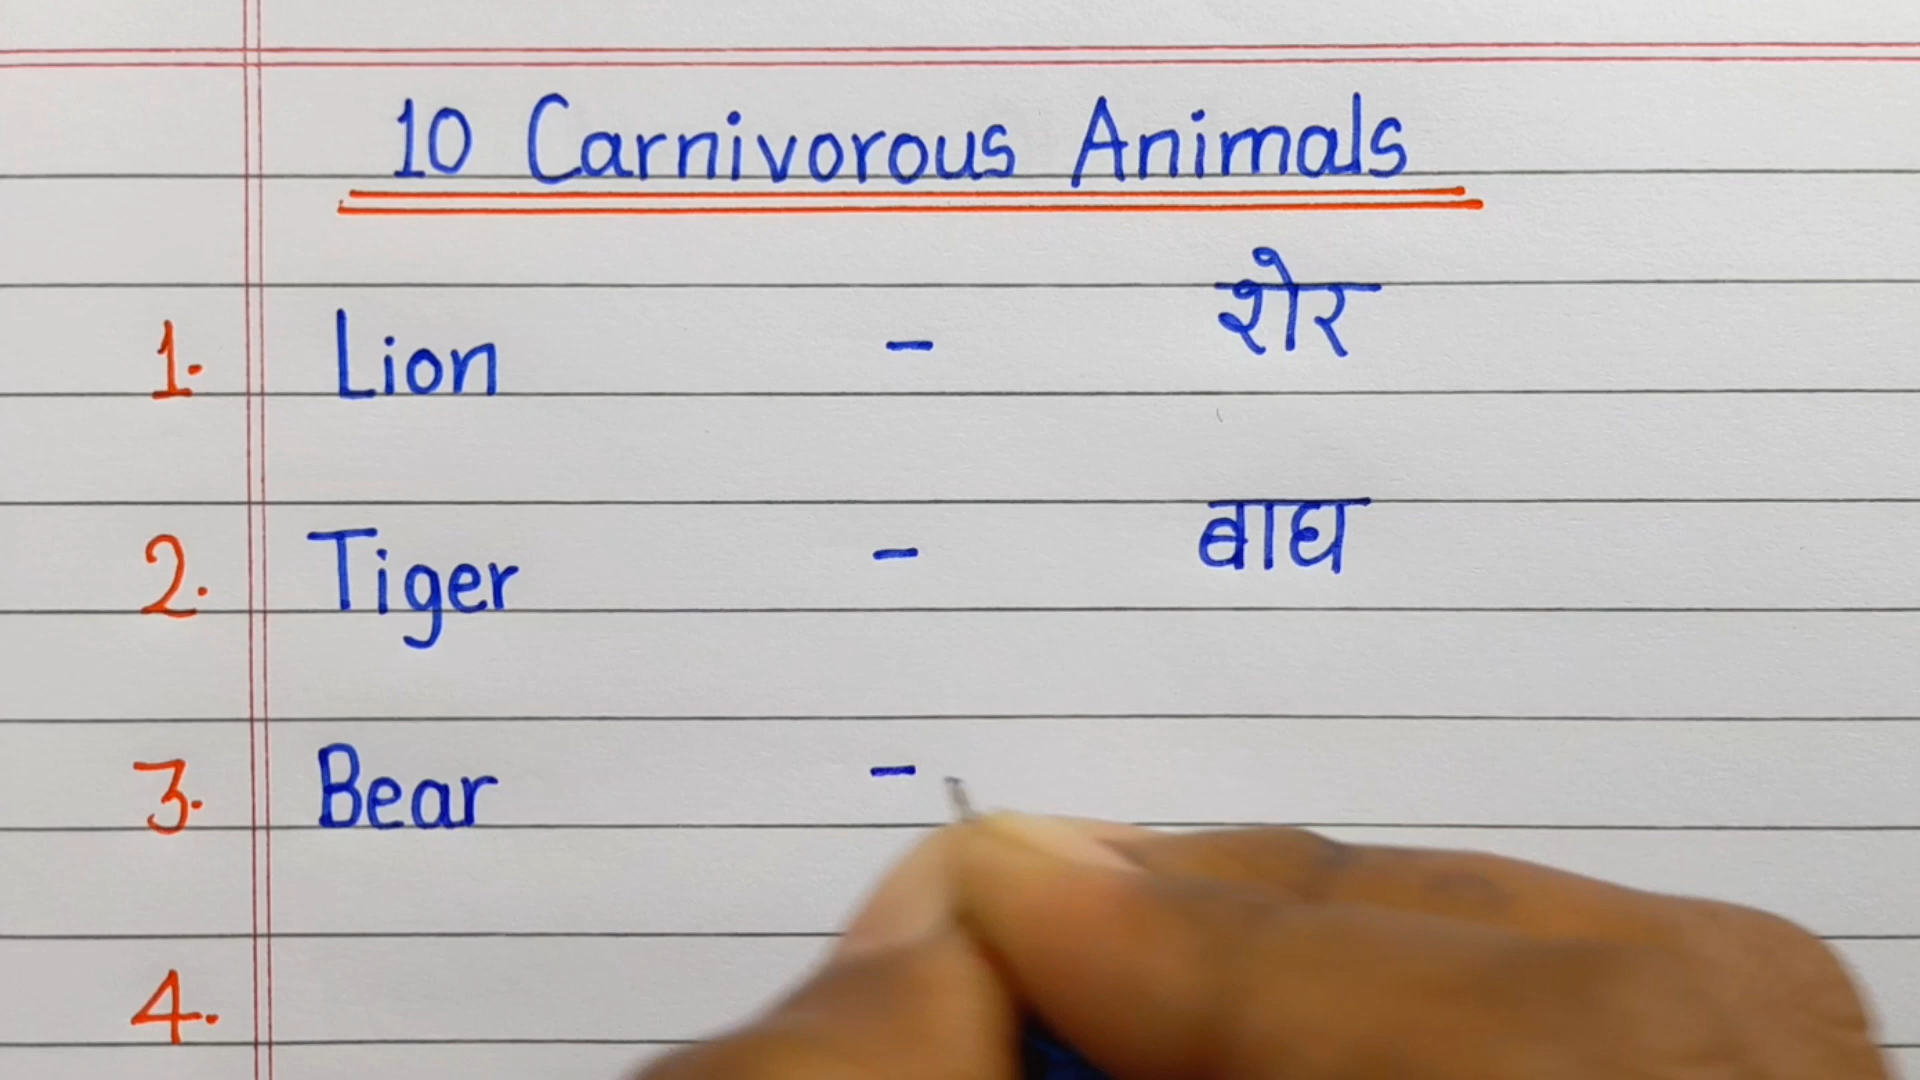 10 Carnivorous Animals
1. Lion - शेर
2. Tiger - बाघ
3. Bear -
4.